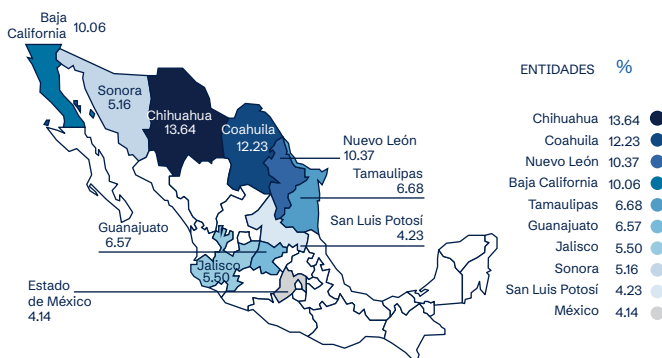 Baja
California 10.06
Sonora
5.16
Chihuahua
13.64
Coahuila
12.23
Nuevo León
10.37
Tamaulipas
6.68
San Luis Potosí
4.23
Guanajuato
6.57
Jalisco
5.50
Estado
de México
4.14
ENTIDADES %
Chihuahua 13.64
Coahuila 12.23
Nuevo León 10.37
Baja California 10.06
Tamaulipas 6.68
Guanajuato 6.57
Jalisco 5.50
Sonora 5.16
San Luis Potosí 4.23
México 4.14